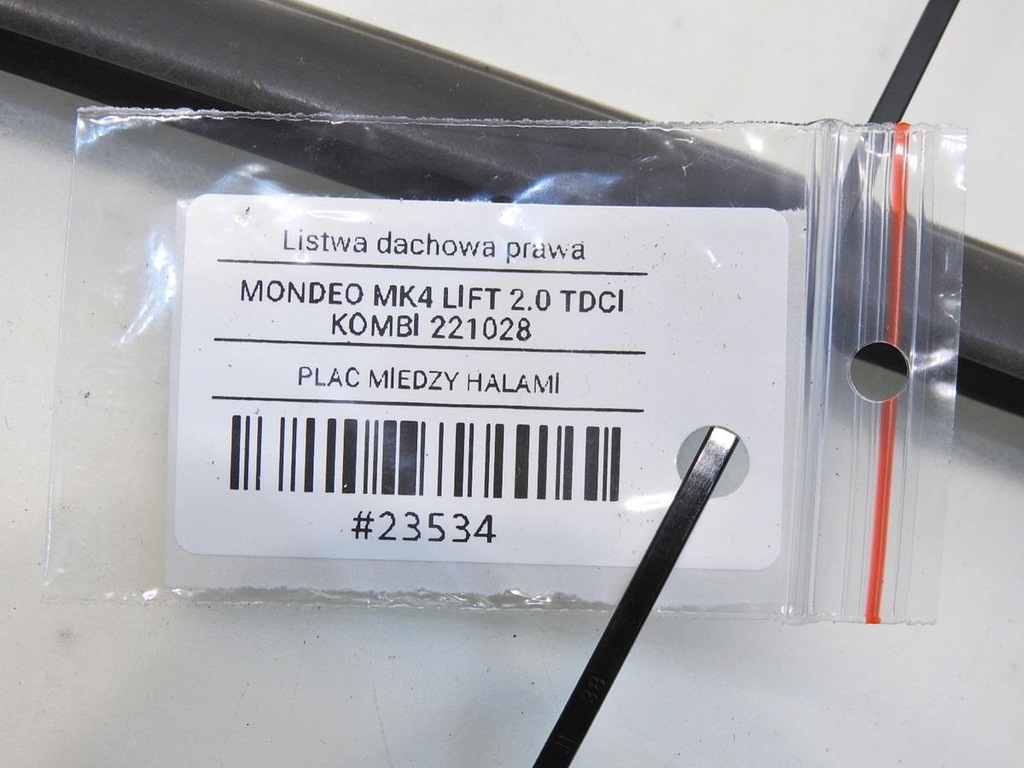 Listwa dachowa prawa
MONDEO MK4 LIFT 2.0 TDCI
KOMBI 221028
PLAC MIEDZY HALAMI
#23534